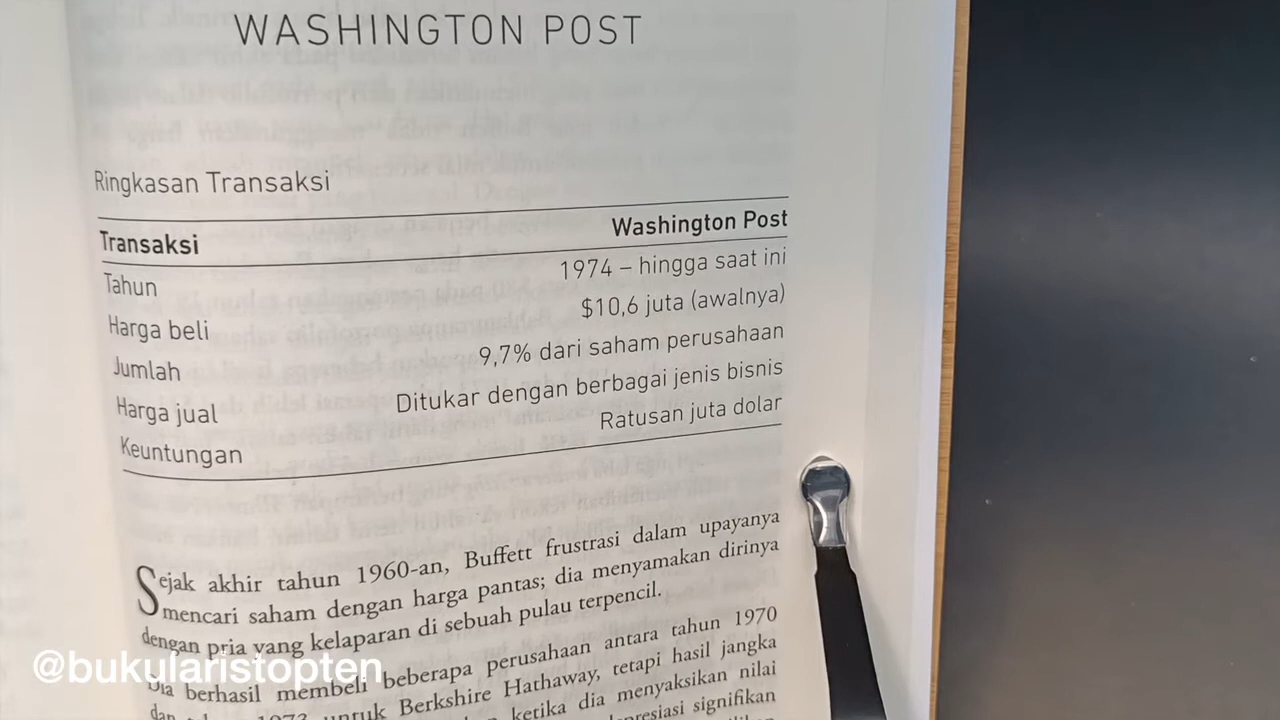 WASHINGTON POST
Ringkasan Transaksi
Transaksi Washington Post
Tahun 1974 – hingga saat ini
Harga beli $10,6 juta (awalnya)
Jumlah 9,7% dari saham perusahaan
Harga jual Ditukar dengan berbagai jenis bisnis
Keuntungan Ratusan juta dolar
Sejak akhir tahun 1960-an, Buffett frustrasi dalam upayanya
mencari saham dengan harga pantas; dia menyamakan dirinya
dengan pria yang kelaparan di sebuah pulau terpencil.
Dia berhasil membeli beberapa perusahaan antara tahun 1970
dan 1973 untuk Berkshire Hathaway, tetapi hasil jangka
ketika dia menyaksikan nilai
signifikan
@bukularistopten